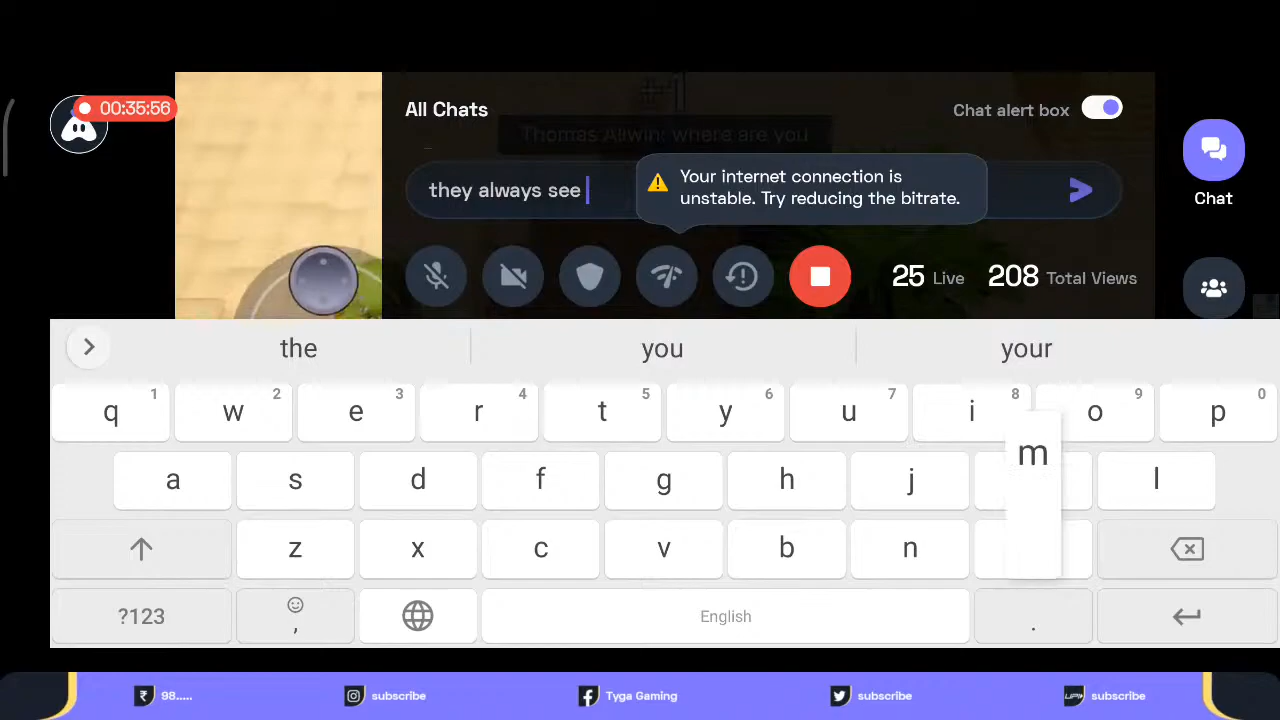 00:35:56
All Chats
Chat alert box
Thomas Allwin: where are you
they always see
Your internet connection is
unstable. Try reducing the bitrate.
Chat
25 Live 208 Total Views
the you your
1 2 3 4 5 6 7 8 9 0
q w e r t y u i o p
m
a s d f g h j l
z x c v b n
?123 , English .
₹ 98..... subscribe Tyga Gaming subscribe UPI subscribe